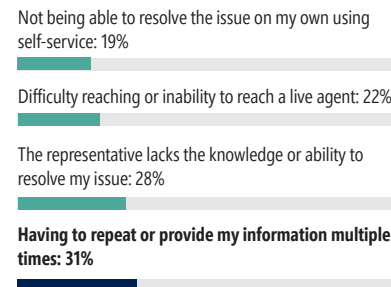 Not being able to resolve the issue on my own using
self-service: 19%
Difficulty reaching or inability to reach a live agent: 22%
The representative lacks the knowledge or ability to
resolve my issue: 28%
Having to repeat or provide my information multiple
times: 31%